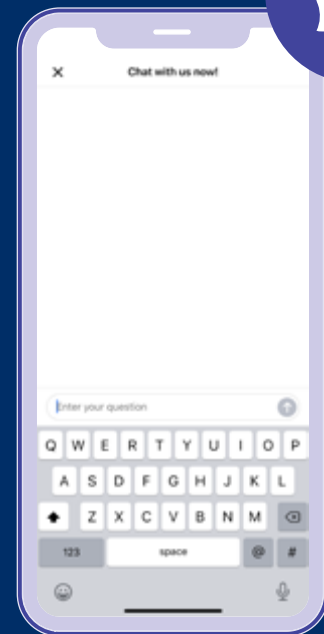 Chat with us now!
Enter your question
Q W E R T Y U I O P
A S D F G H J K L
Z X C V B N M
123 space @ #